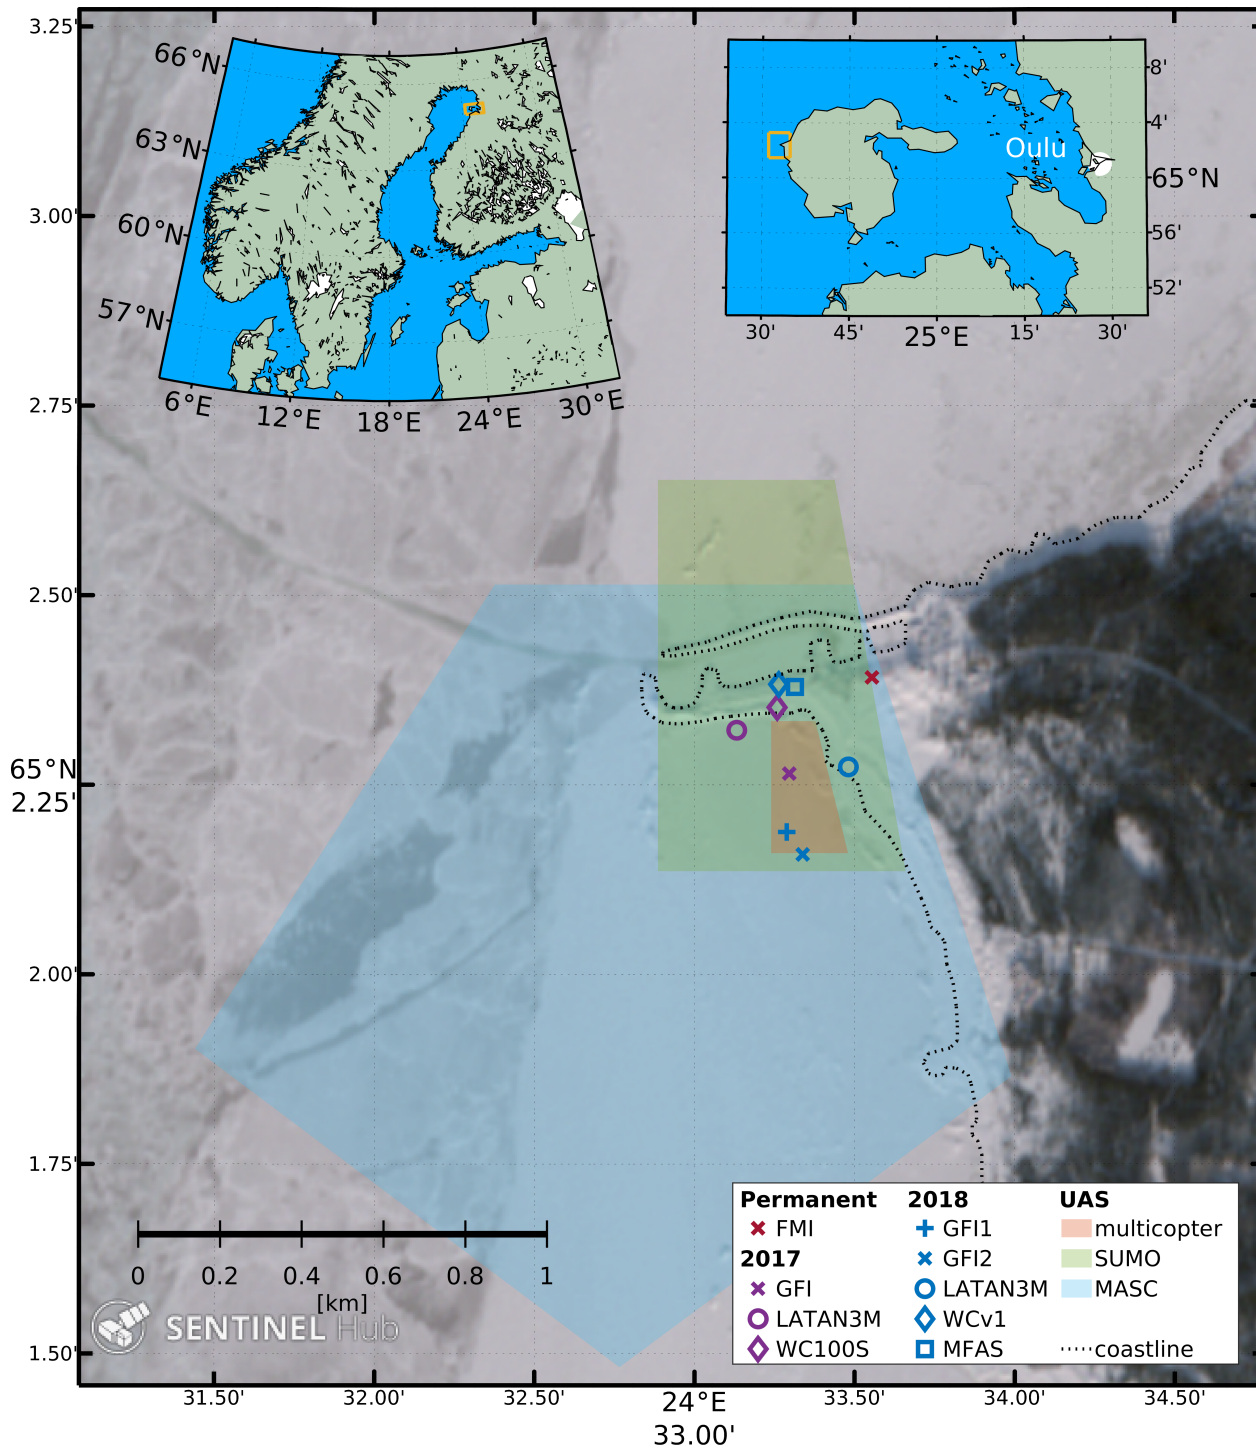 3.25'
3.00'
2.75'
2.50'
65°N
2.25'
2.00'
1.75'
1.50'
66°N
63°N
60°N
57°N
6°E
12°E
18°E
24°E
30°E
Oulu
8'
4'
65°N
56'
52'
30'
45'
25°E
15'
30'
0
0.2
0.4
0.6
0.8
1
[km]
SENTINEL Hub
Permanent
FMI
2017
GFI
LATAN3M
WC100S
2018
GFI1
GFI2
LATAN3M
WCv1
MFAS
UAS
multicopter
SUMO
MASC
coastline
31.50'
32.00'
32.50'
24°E
33.00'
33.50'
34.00'
34.50'